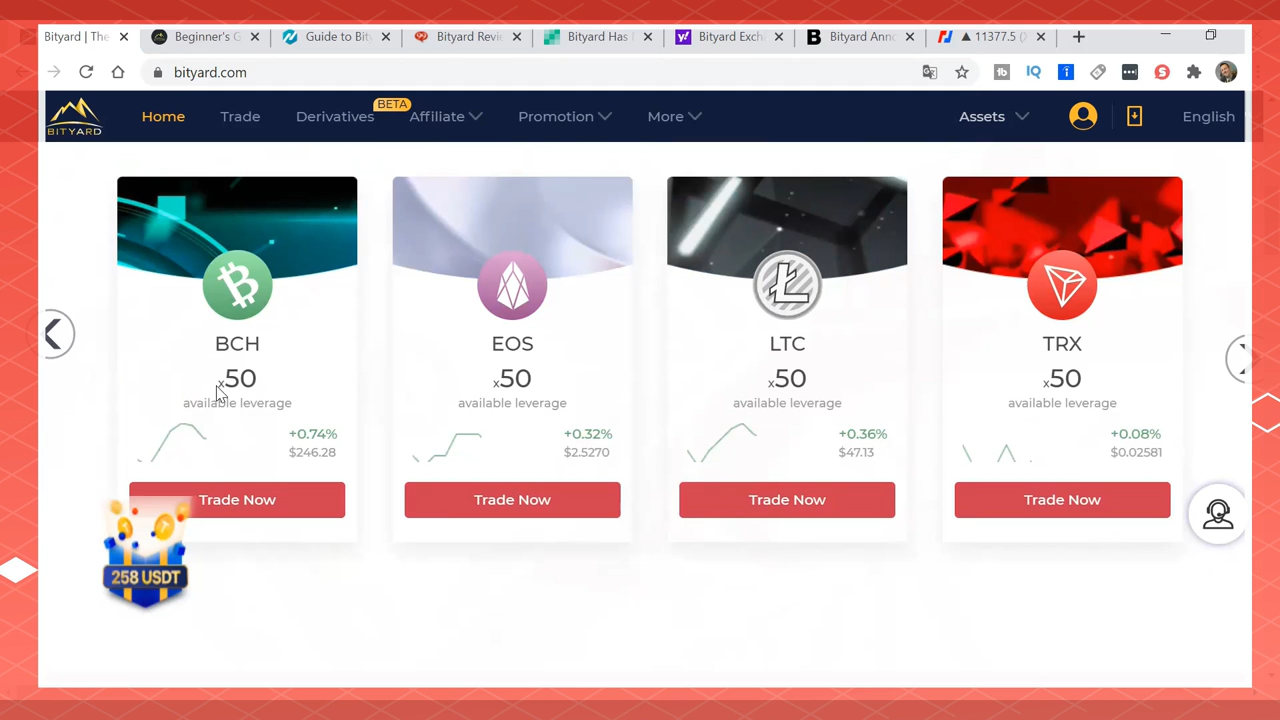 Bityard | The
Beginner's G
Guide to Bit
Bityard Revi
Bityard Has
Yahoo Bityard Exch
Bityard Anno
▲ 11377.5 (
bityard.com
BITYARD
Home
Trade
Derivatives
BETA
Affiliate
Promotion
More
Assets
English
BCH
x50
available leverage
+0.74%
$246.28
Trade Now
EOS
x50
available leverage
+0.32%
$2.5270
Trade Now
LTC
x50
available leverage
+0.36%
$47.13
Trade Now
TRX
x50
available leverage
+0.08%
$0.02581
Trade Now
258 USDT